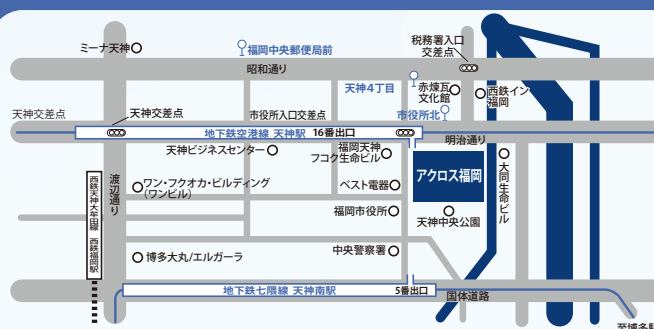 税務署入口
交差点
ミーナ天神
福岡中央郵便局前
昭和通り
天神4丁目
赤煉瓦
文化館
西鉄イン
福岡
市役所北
天神交差点
天神交差点
市役所入口交差点
地下鉄空港線 天神駅 16番出口
明治通り
天神ビジネスセンター
福岡天神
フコク生命ビル
アクロス福岡
大同生命ビル
渡辺通り
ワン・フクオカ・ビルディング
(ワンビル)
ベスト電器
西鉄天神大牟田線 西鉄福岡駅
福岡市役所
天神中央公園
中央警察署
博多大丸/エルガーラ
地下鉄七隈線 天神南駅 5番出口
国体道路
至博多駅